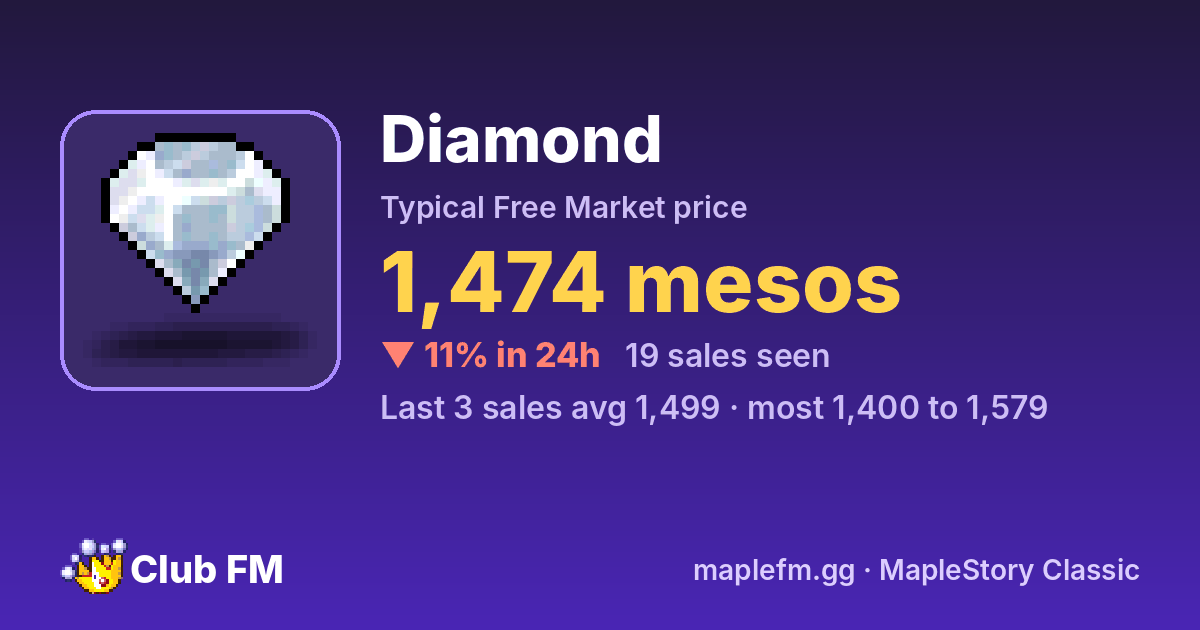 Diamond
Typical Free Market price
1,474 mesos
▼ 11% in 24h 19 sales seen
Last 3 sales avg 1,499 · most 1,400 to 1,579
Club FM
maplefm.gg · MapleStory Classic